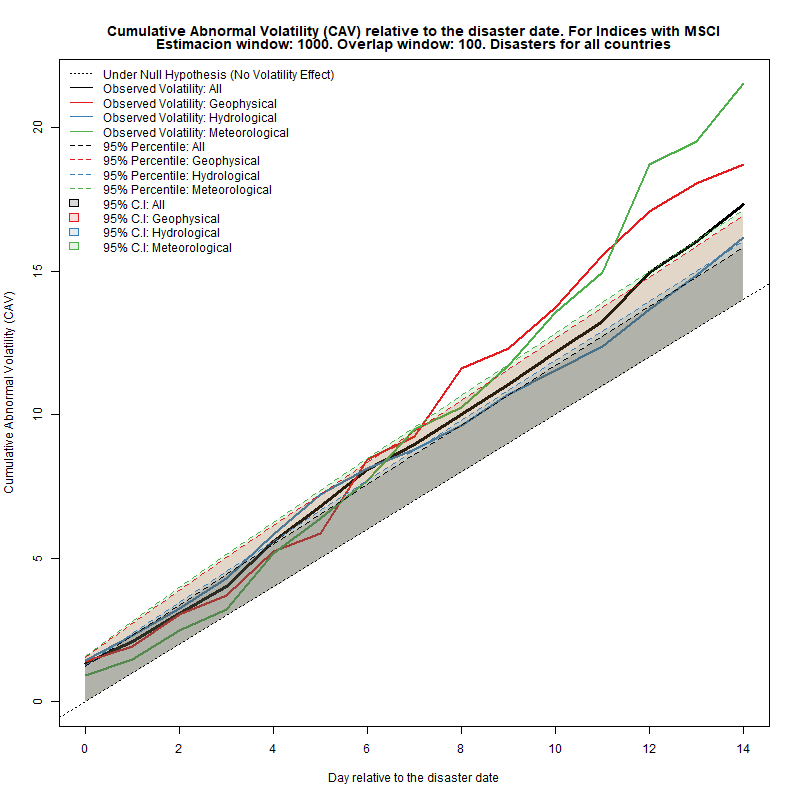 Cumulative Abnormal Volatility (CAV) relative to the disaster date. For Indices with MSCI
Estimacion window: 1000. Overlap window: 100. Disasters for all countries
Under Null Hypothesis (No Volatility Effect)
Observed Volatility: All
Observed Volatility: Geophysical
Observed Volatility: Hydrological
Observed Volatility: Meteorological
95% Percentile: All
95% Percentile: Geophysical
95% Percentile: Hydrological
95% Percentile: Meteorological
95% C.I: All
95% C.I: Geophysical
95% C.I: Hydrological
95% C.I: Meteorological
Cumulative Abnormal Volatility (CAV)
20
15
10
5
0
0 2 4 6 8 10 12 14
Day relative to the disaster date